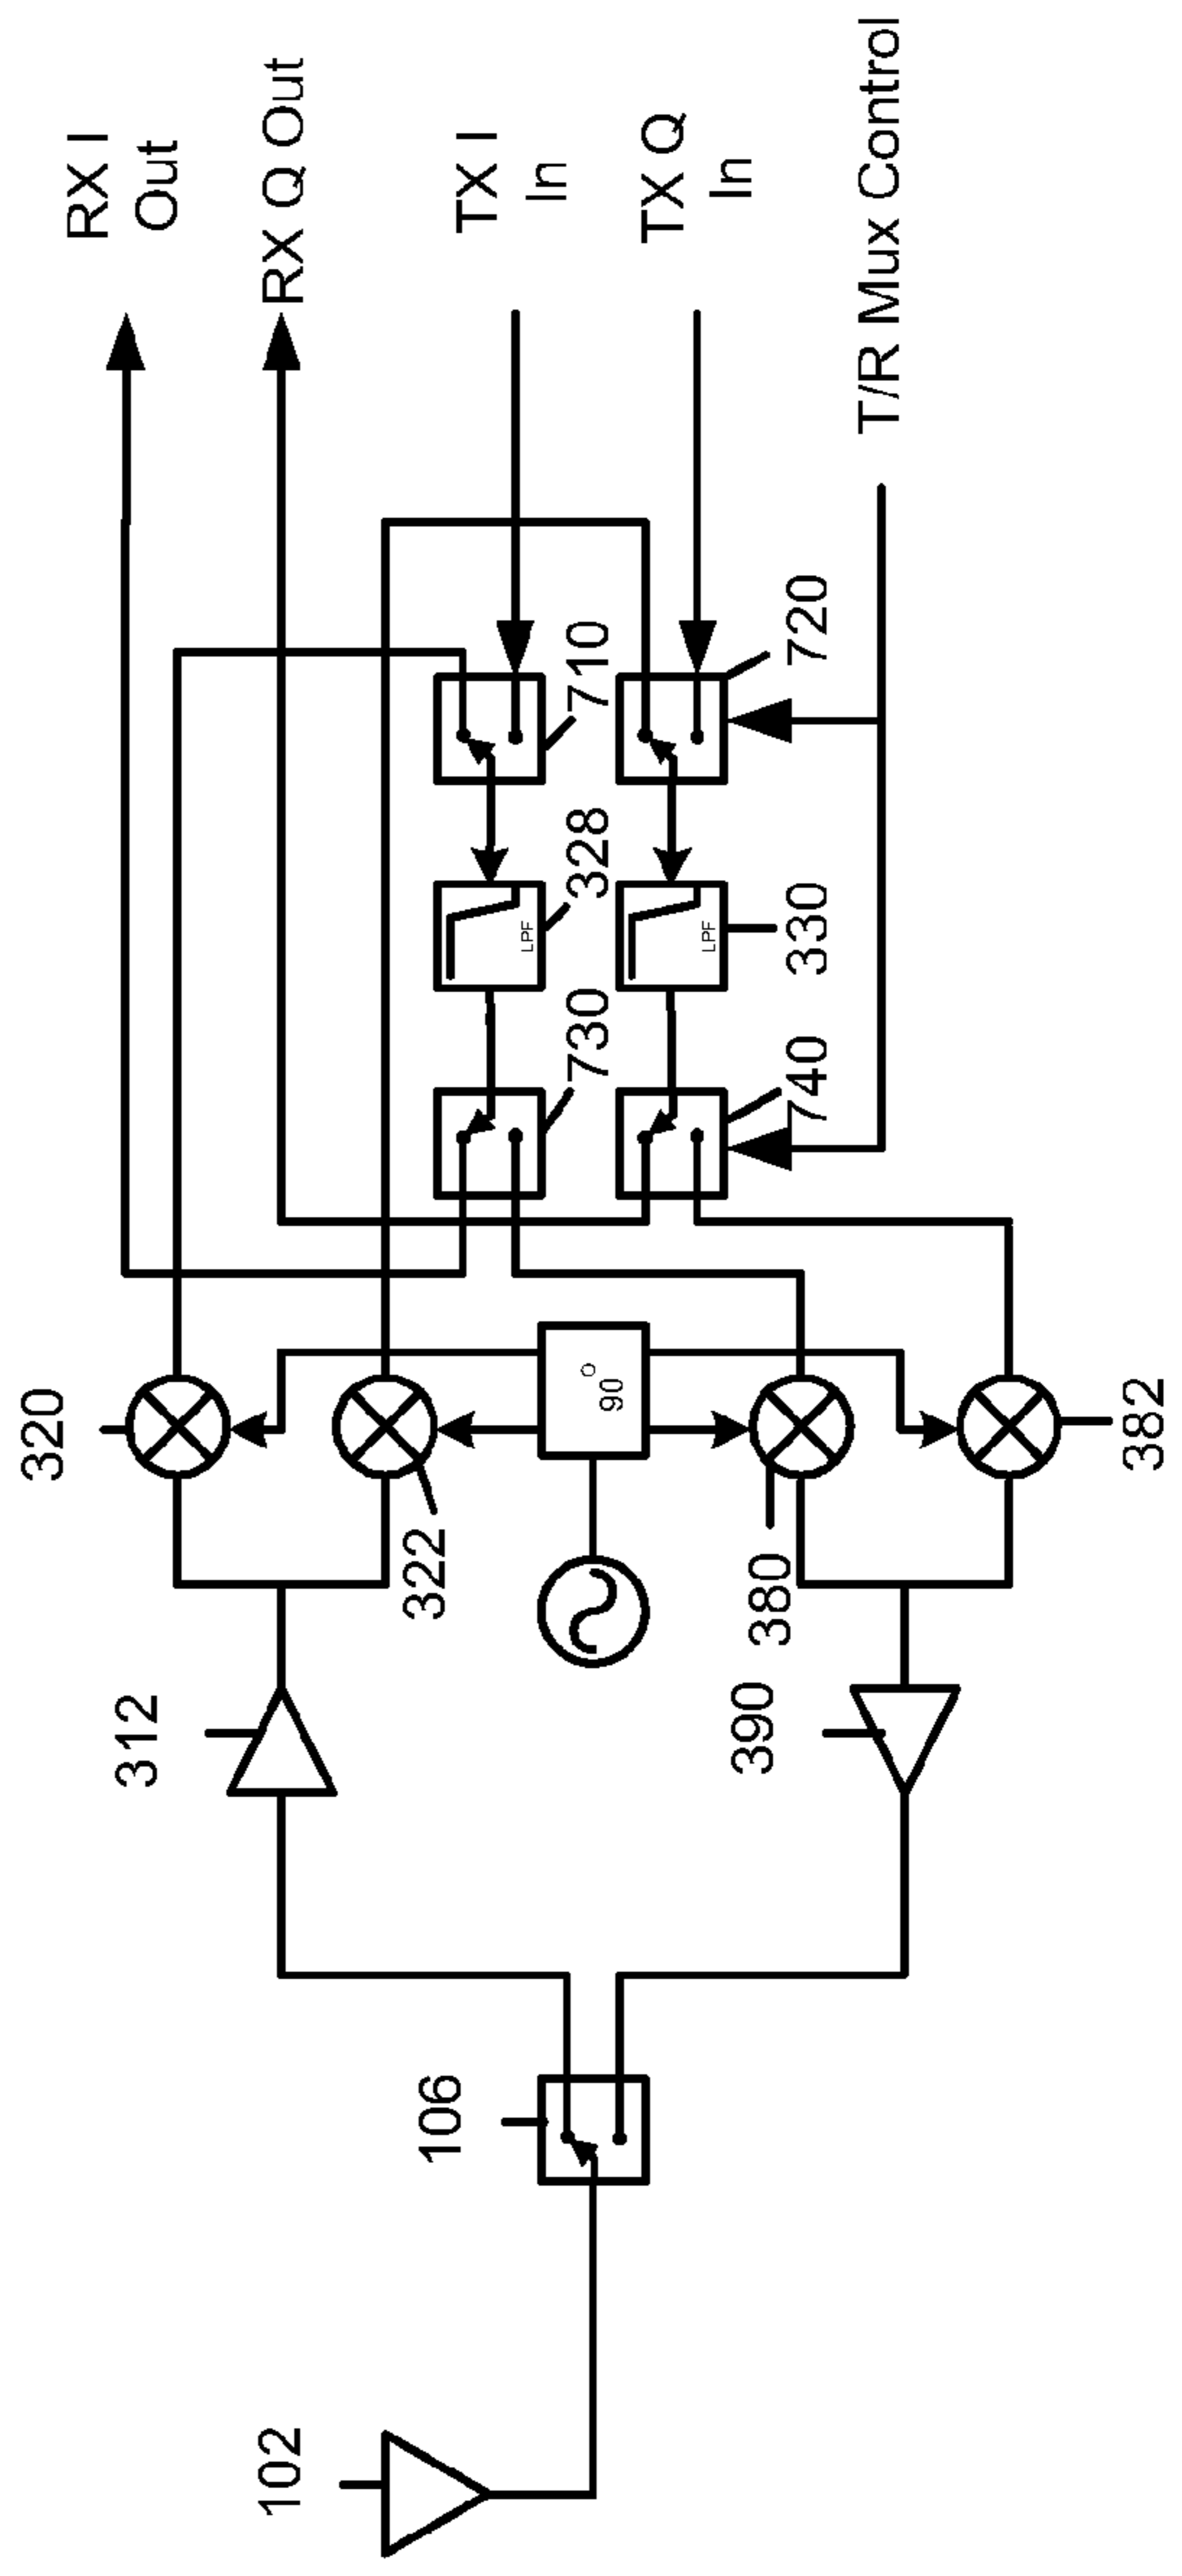 RX I
Out
RX Q Out
TX I
In
TX Q
In
T/R Mux Control
710
720
328
LPF
330
LPF
730
740
320
322
90°
380
382
312
390
106
102